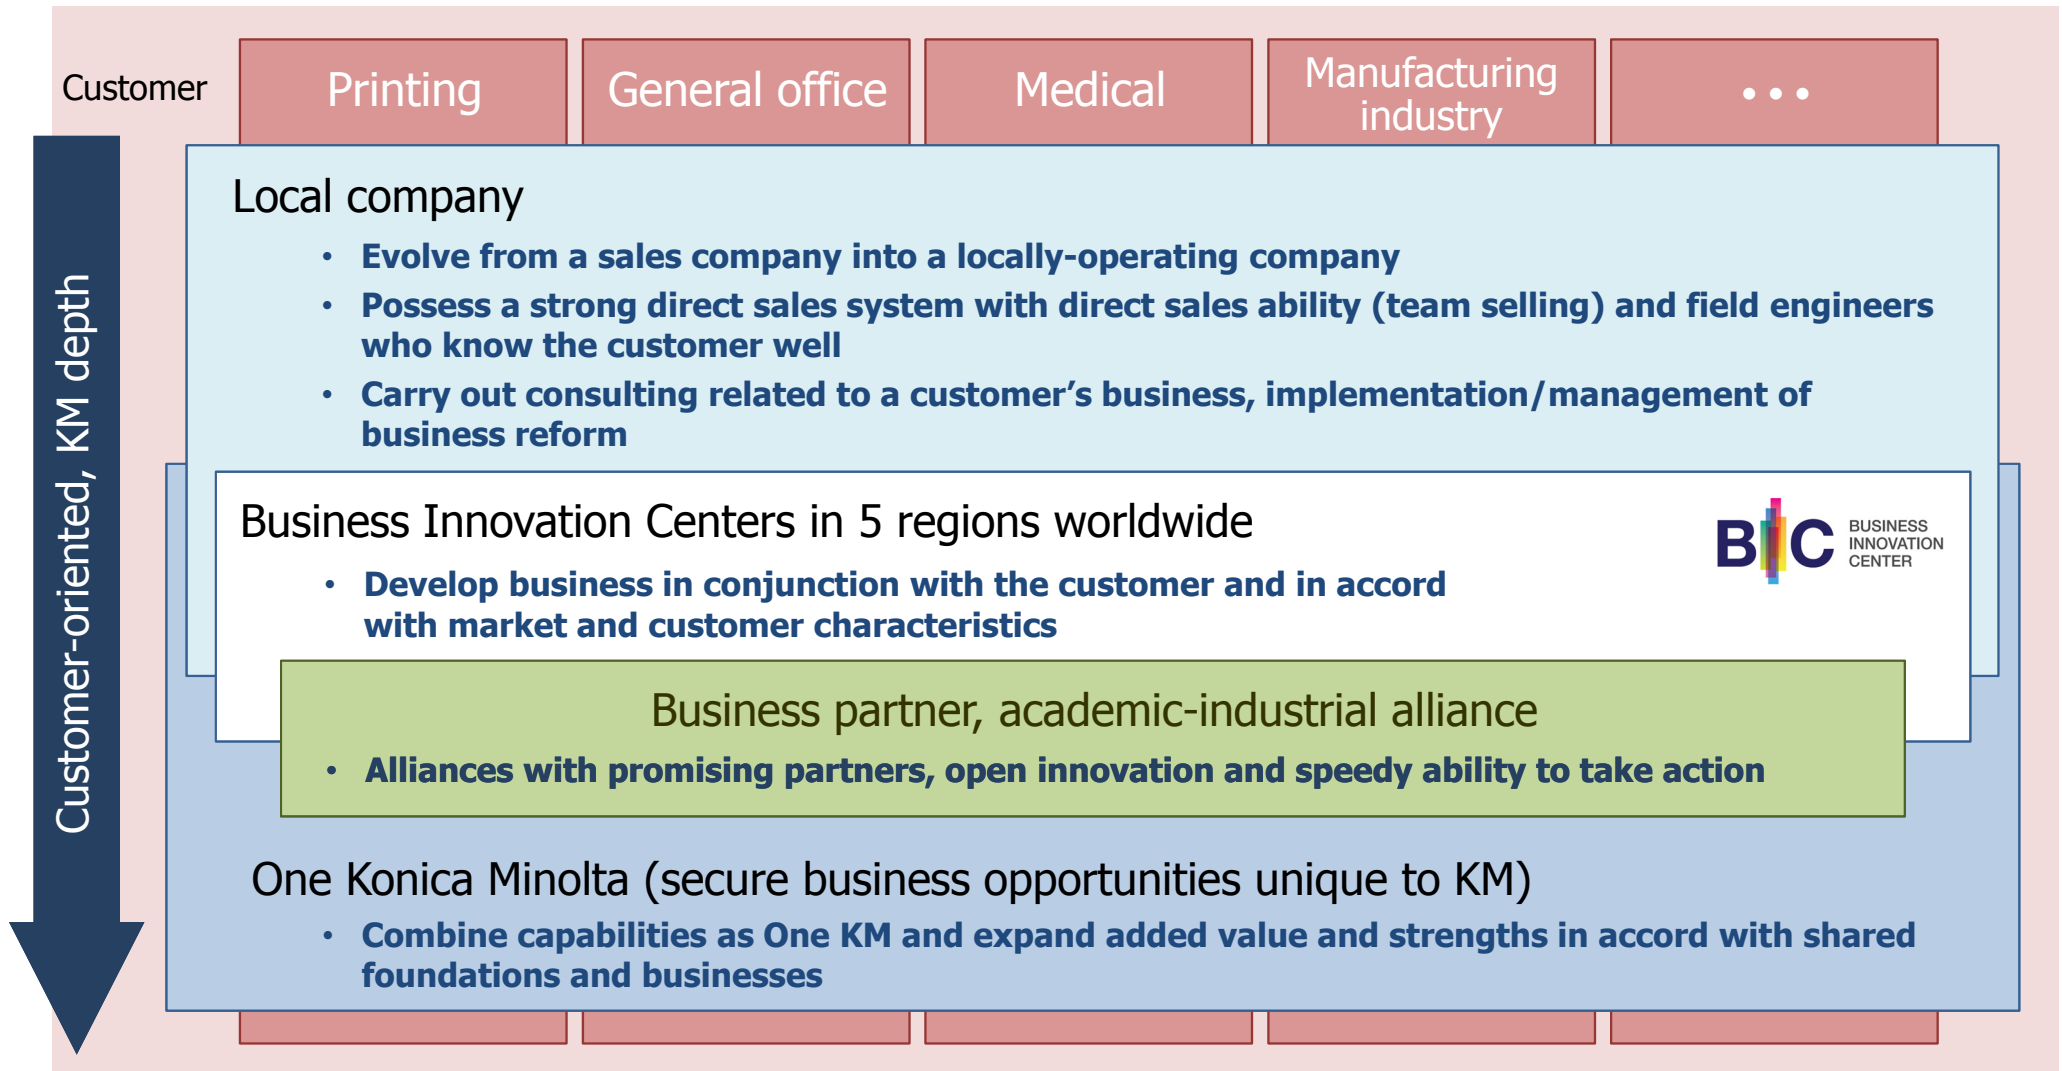 Customer
Printing
General office
Medical
Manufacturing
industry
...
Customer-oriented, KM depth
Local company
• Evolve from a sales company into a locally-operating company
• Possess a strong direct sales system with direct sales ability (team selling) and field engineers
who know the customer well
• Carry out consulting related to a customer’s business, implementation/management of
business reform
Business Innovation Centers in 5 regions worldwide
BIC
BUSINESS
INNOVATION
CENTER
• Develop business in conjunction with the customer and in accord
with market and customer characteristics
Business partner, academic-industrial alliance
• Alliances with promising partners, open innovation and speedy ability to take action
One Konica Minolta (secure business opportunities unique to KM)
• Combine capabilities as One KM and expand added value and strengths in accord with shared
foundations and businesses